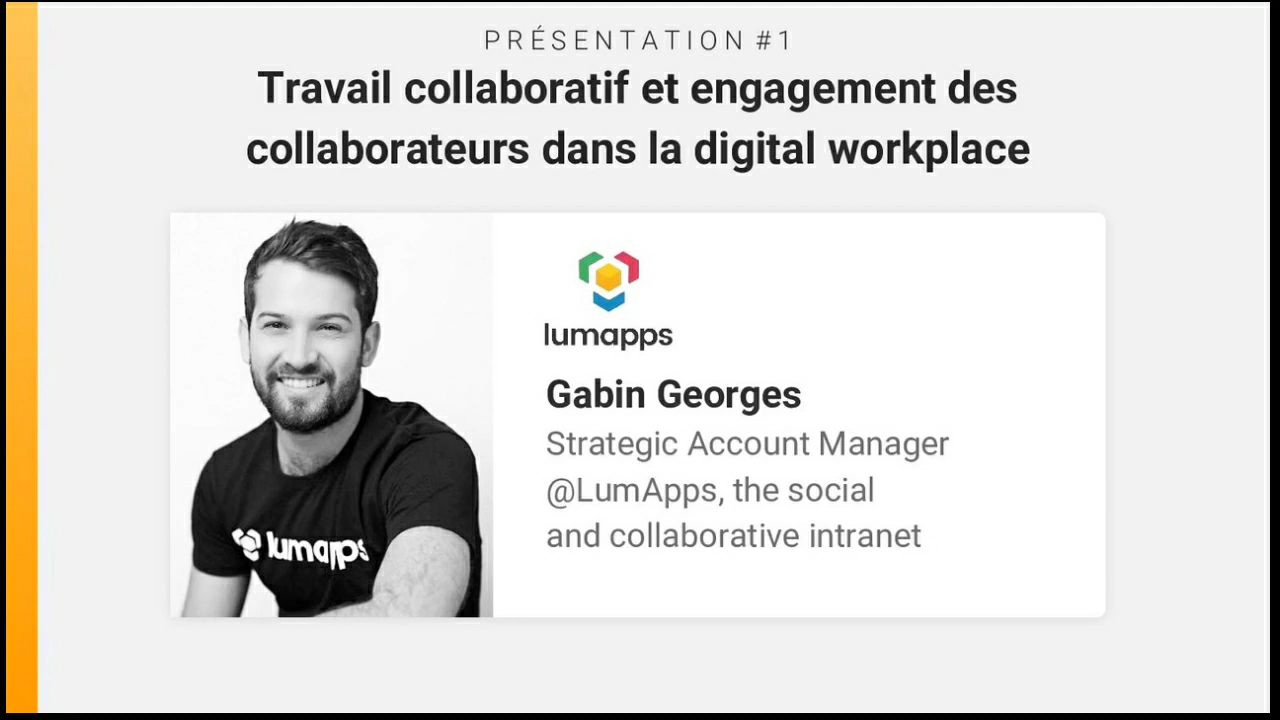 PRÉSENTATION #1
Travail collaboratif et engagement des
collaborateurs dans la digital workplace
lumapps
Gabin Georges
Strategic Account Manager
@LumApps, the social
and collaborative intranet
lumapps